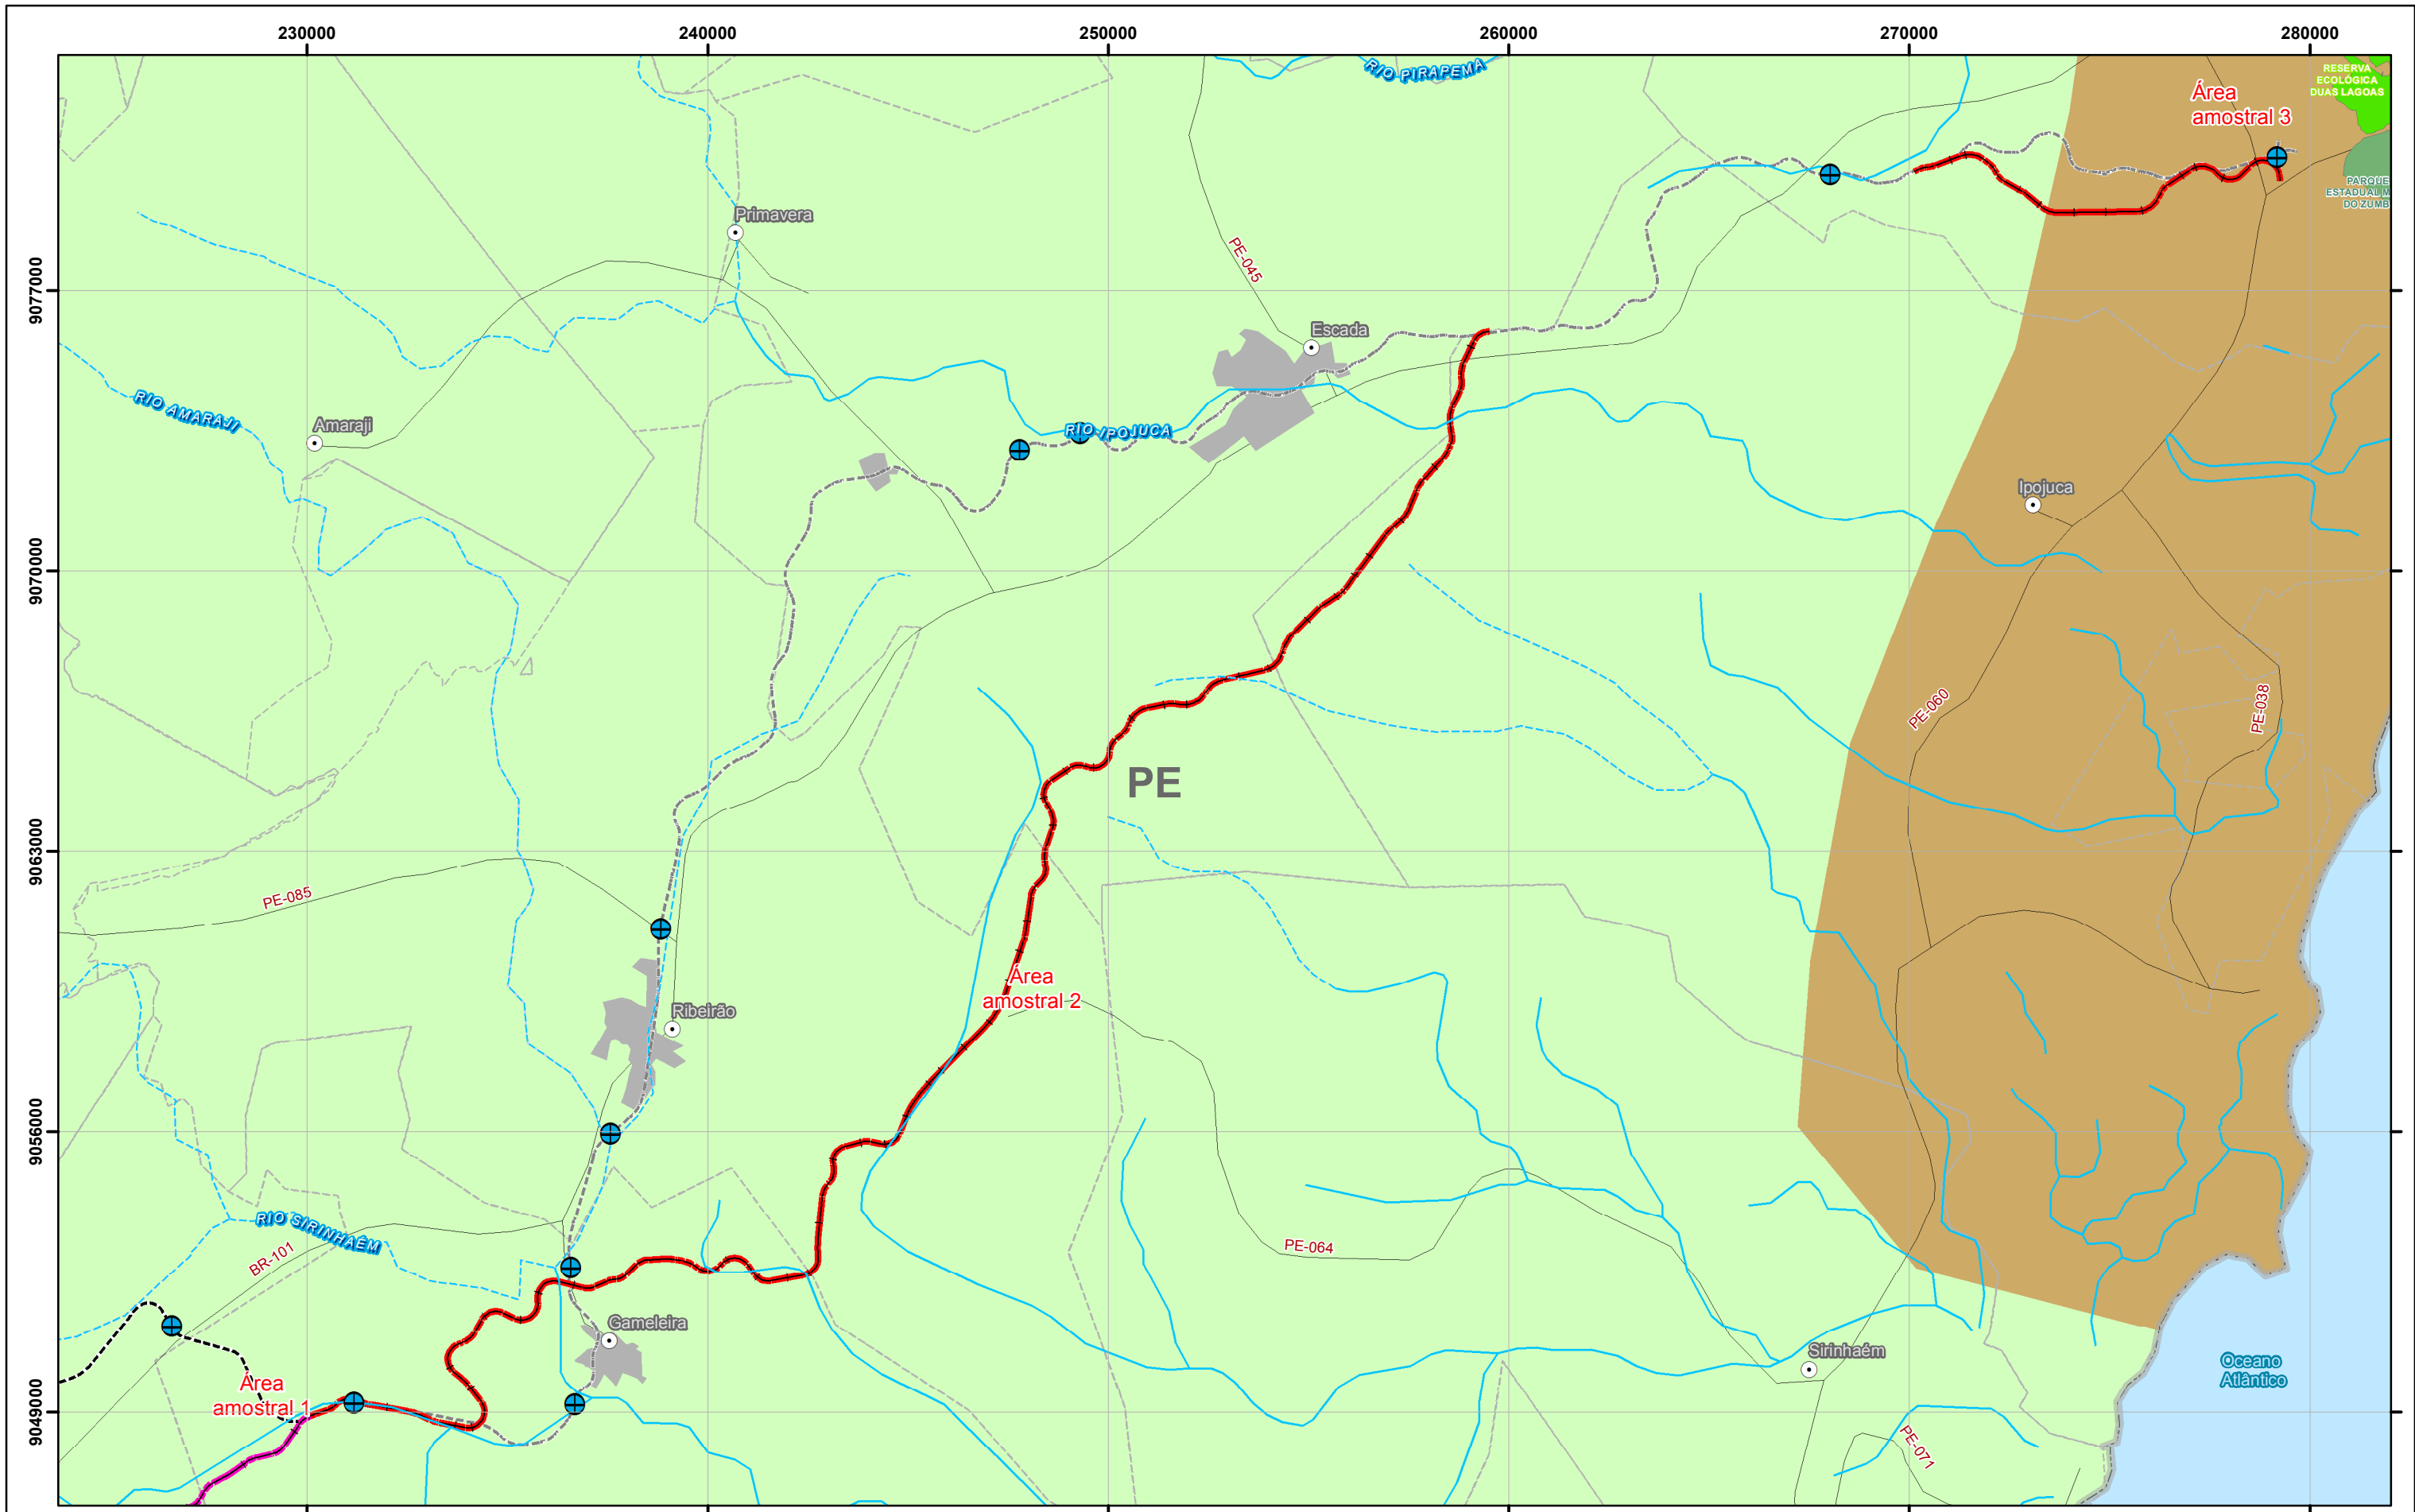 230000
240000
250000
260000
270000
280000
RIO PIRAPEMA
RESERVA
ECOLÓGICA
DUAS LAGOAS
Área
amostral 3
PARQUE
ESTADUAL M
DO ZUMB
Primavera
PE-045
9077000
Escada
RIO AMARAJI
Amaraji
RIO IPOJUCA
Ipojuca
9070000
PE-060
PE-038
PE
9063000
PE-085
Área
amostral 2
Ribeirão
9056000
RIO SIRINHAÉM
BR-101
PE-064
Gameleira
Sirinhaém
Oceano
Atlântico
Área
amostral 1
9049000
PE-071